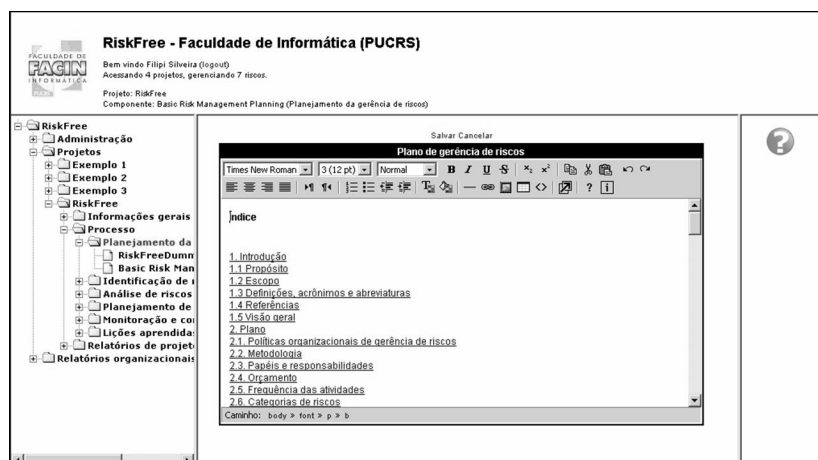 RiskFree - Faculdade de Informática (PUCRS)
FACULDADE DE
FACIN
INFORMÁTICA
PUCRS
Bem vindo Filipi Silveira (logout)
Acessando 4 projetos, gerenciando 7 riscos.
Projeto: RiskFree
Componente: Basic Risk Management Planning (Planejamento da gerência de riscos)
RiskFree
Administração
Projetos
Exemplo 1
Exemplo 2
Exemplo 3
RiskFree
Informações gerais
Processo
Planejamento da
RiskFreeDumm
Basic Risk Man
Identificação de r
Análise de riscos
Planejamento de
Monitoração e co
Lições aprendida
Relatórios de projet
Relatórios organizacionais
Salvar Cancelar
Plano de gerência de riscos
Times New Roman 3 (12 pt) Normal B I U S x₂ x²
? i
Índice
1. Introdução
1.1 Propósito
1.2 Escopo
1.3 Definições, acrônimos e abreviaturas
1.4 Referências
1.5 Visão geral
2. Plano
2.1. Políticas organizacionais de gerência de riscos
2.2. Metodologia
2.3. Papéis e responsabilidades
2.4. Orçamento
2.5. Frequência das atividades
2.6. Categorias de riscos
Caminho: body » font » p » b
?